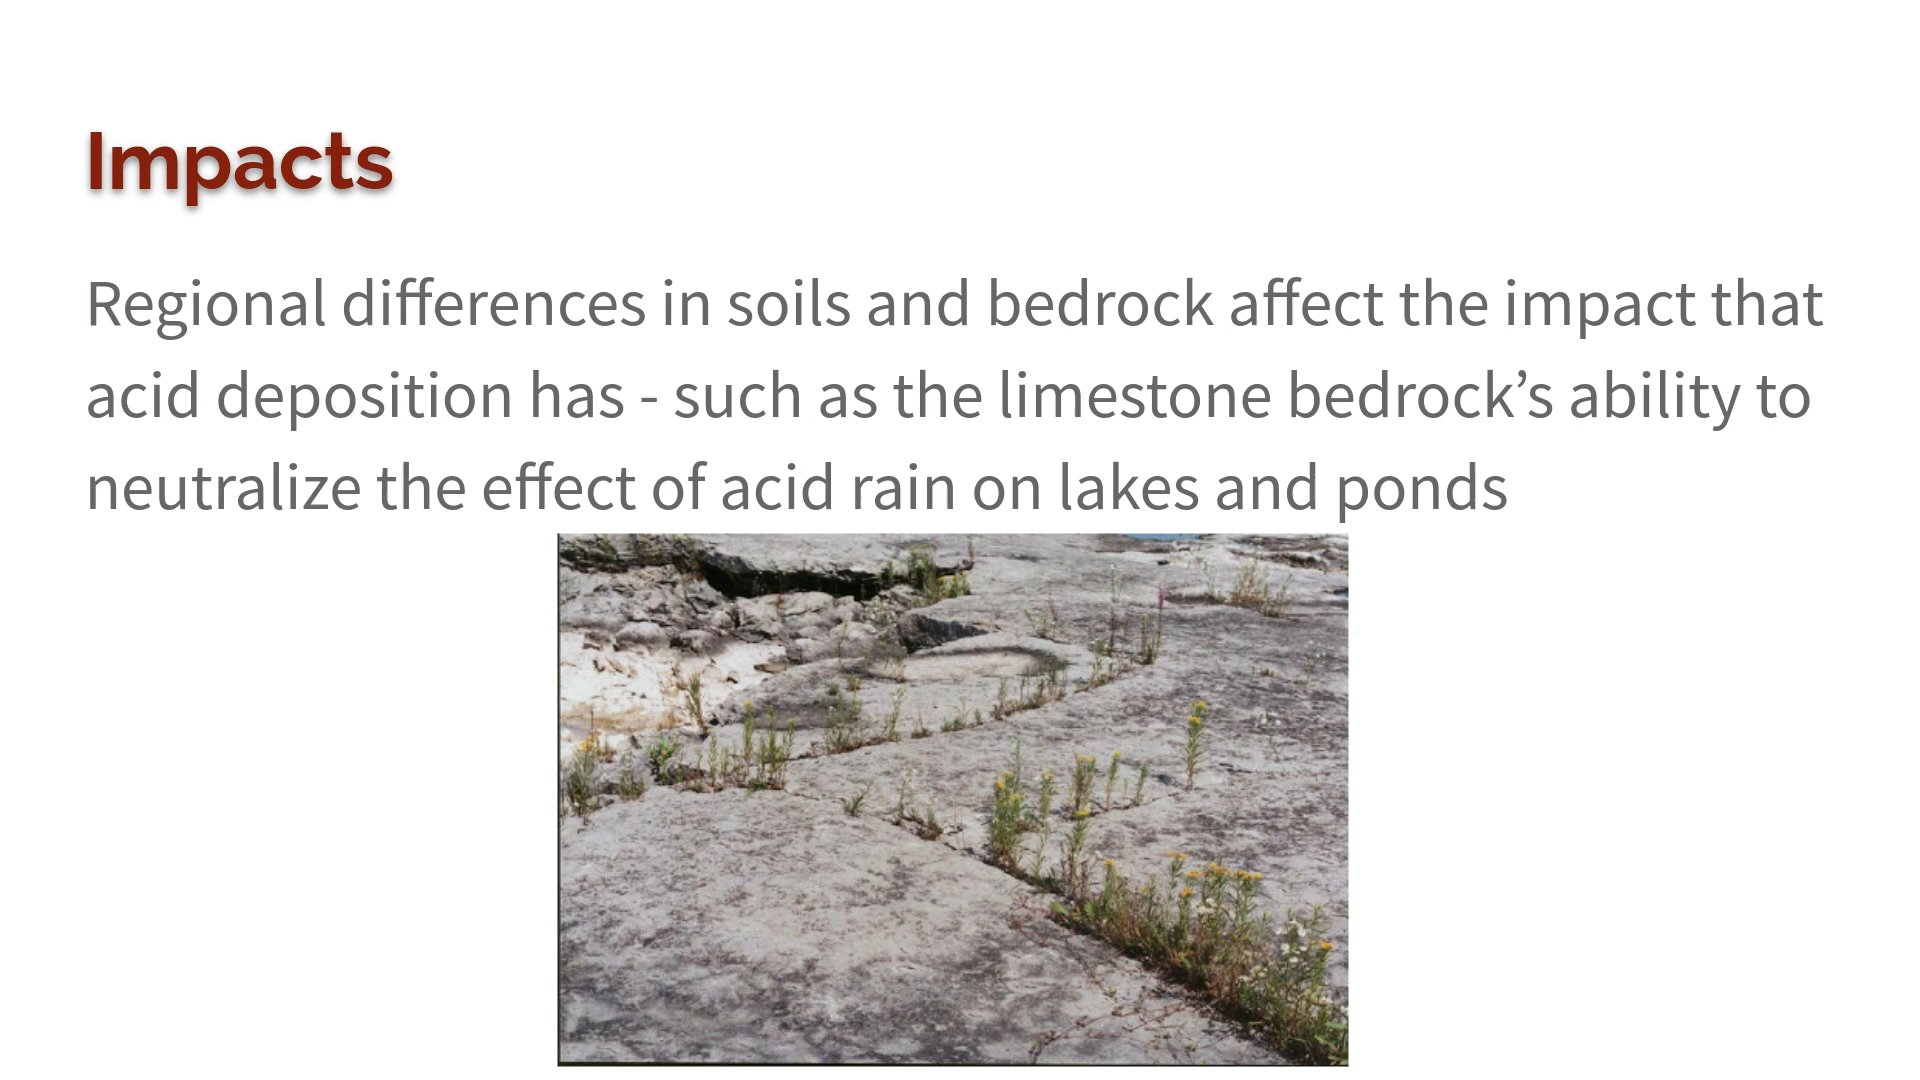 Impacts
Regional differences in soils and bedrock affect the impact that
acid deposition has - such as the limestone bedrock’s ability to
neutralize the effect of acid rain on lakes and ponds